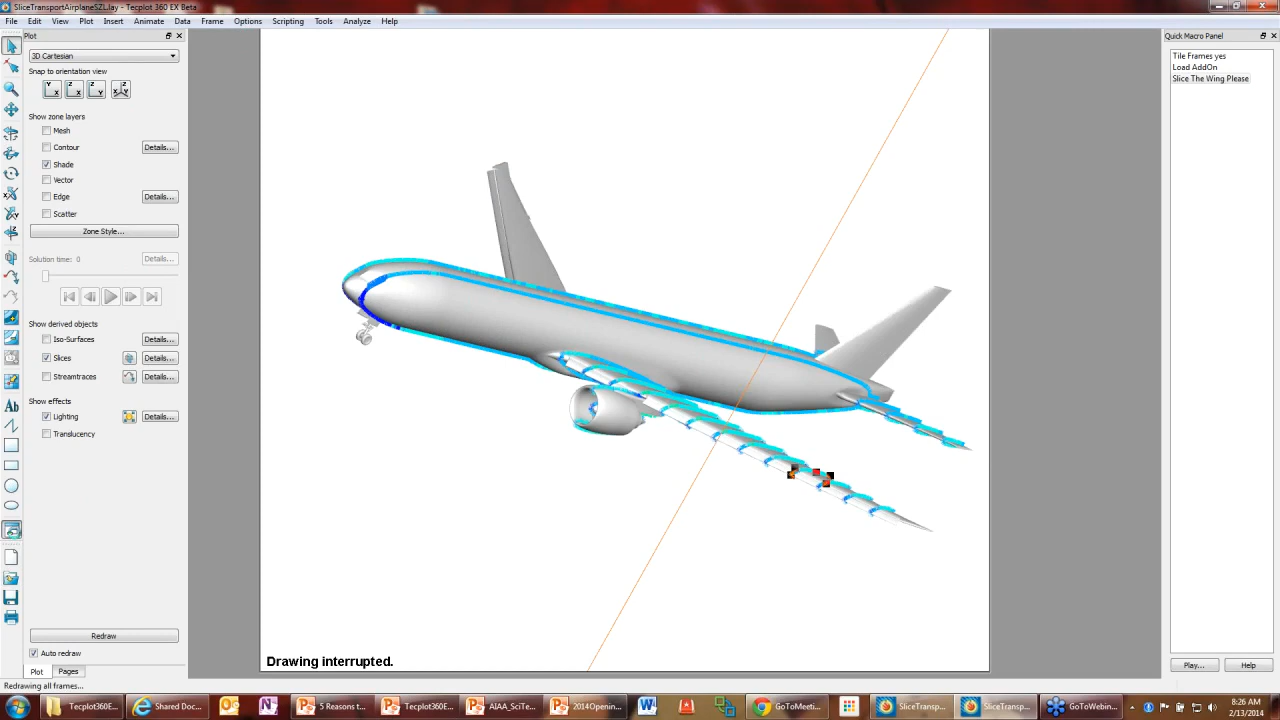 SliceTransportAirplaneSZL.lay - Tecplot 360 EX Beta
File Edit View Plot Insert Animate Data Frame Options Scripting Tools Analyze Help
Plot
3D Cartesian
Snap to orientation view
Show zone layers
Mesh
Contour Details...
Shade
Vector
Edge Details...
Scatter
Zone Style...
Solution time: 0 Details...
Show derived objects
Iso-Surfaces Details...
Slices Details...
Streamtraces Details...
Show effects
Lighting Details...
Translucency
Redraw
Auto redraw
Plot Pages
Redrawing all frames...
Drawing interrupted.
Quick Macro Panel
Tile Frames yes
Load AddOn
Slice The Wing Please
Play... Help
Tecplot360E... Shared Doc... 5 Reasons t... Tecplot360E... AIAA_SciTe... 2014Openin... GoToMeeti... SliceTransp... SliceTransp... GoToWebin...
8:26 AM
2/13/2014